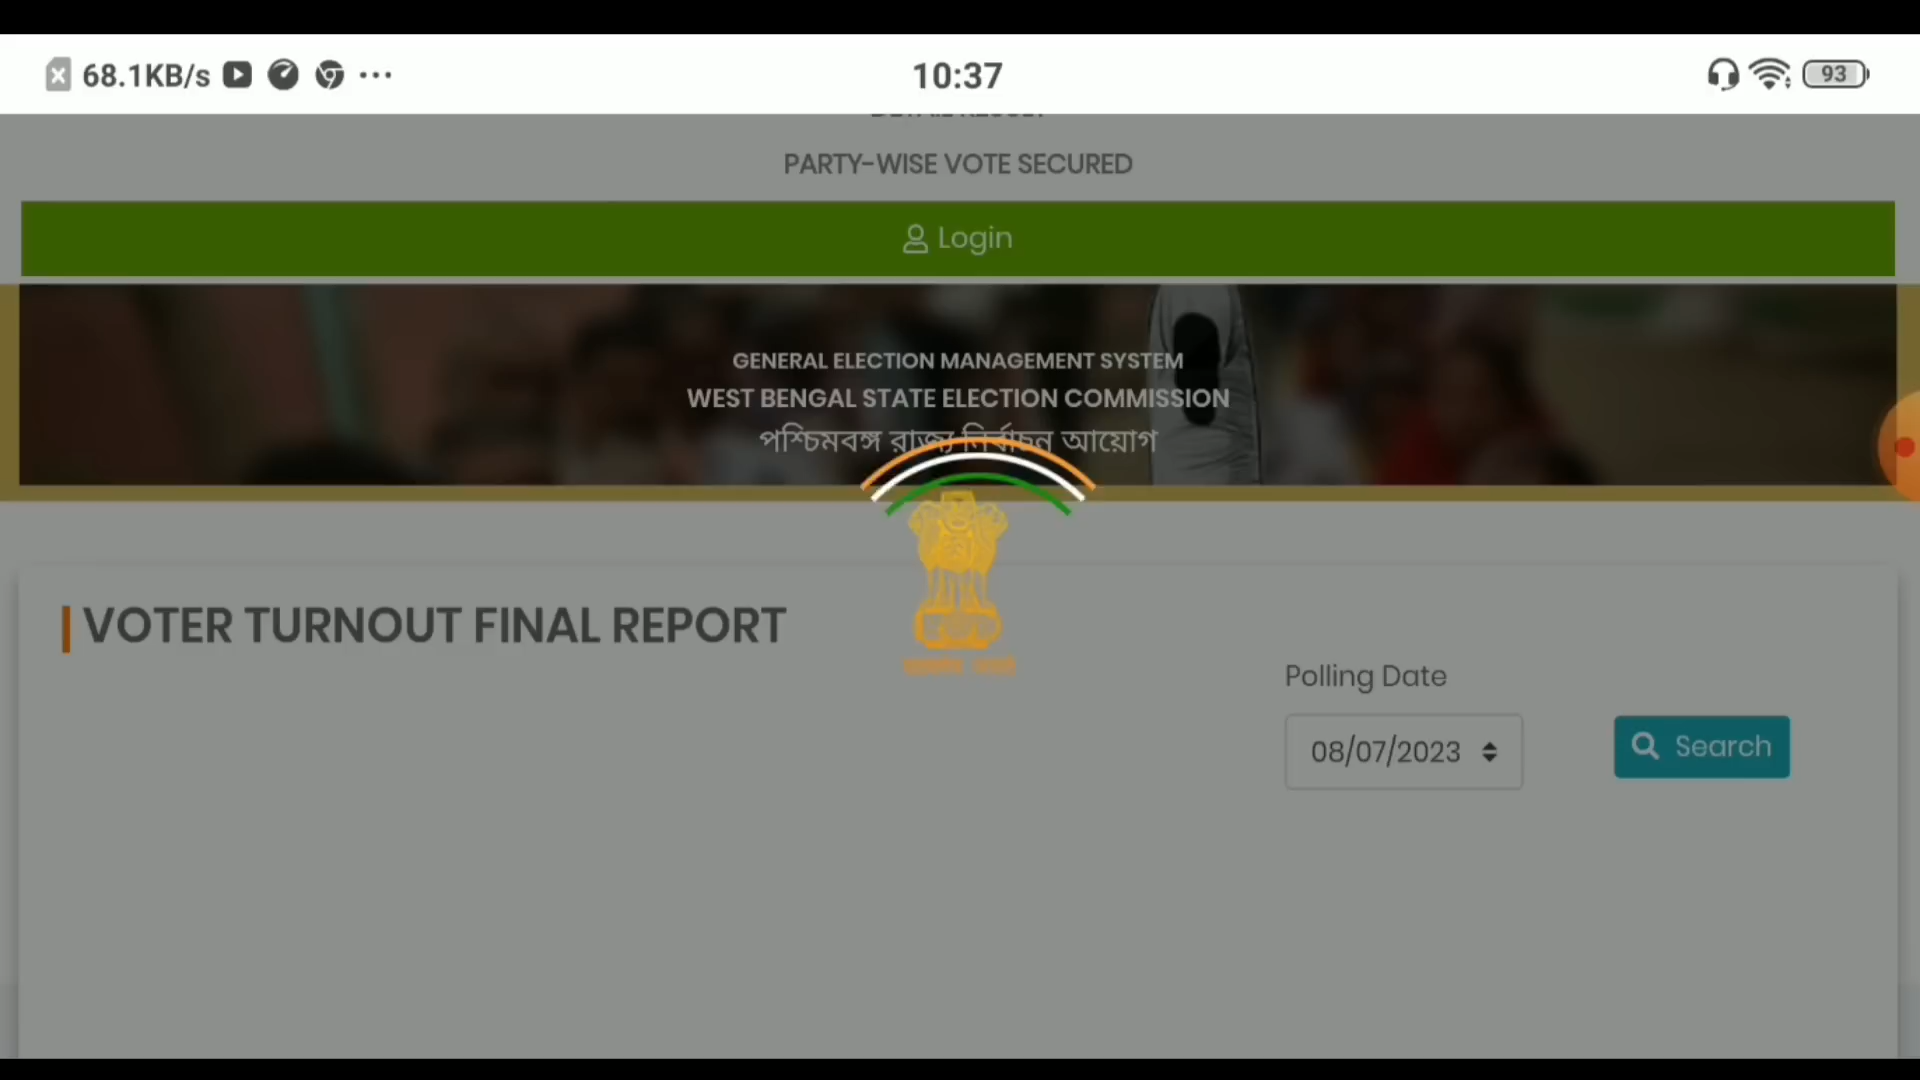 68.1KB/s
10:37
93
PARTY-WISE VOTE SECURED
Login
GENERAL ELECTION MANAGEMENT SYSTEM
WEST BENGAL STATE ELECTION COMMISSION
পশ্চিমবঙ্গ রাজ্য নির্বাচন আয়োগ
VOTER TURNOUT FINAL REPORT
Polling Date
08/07/2023
Search